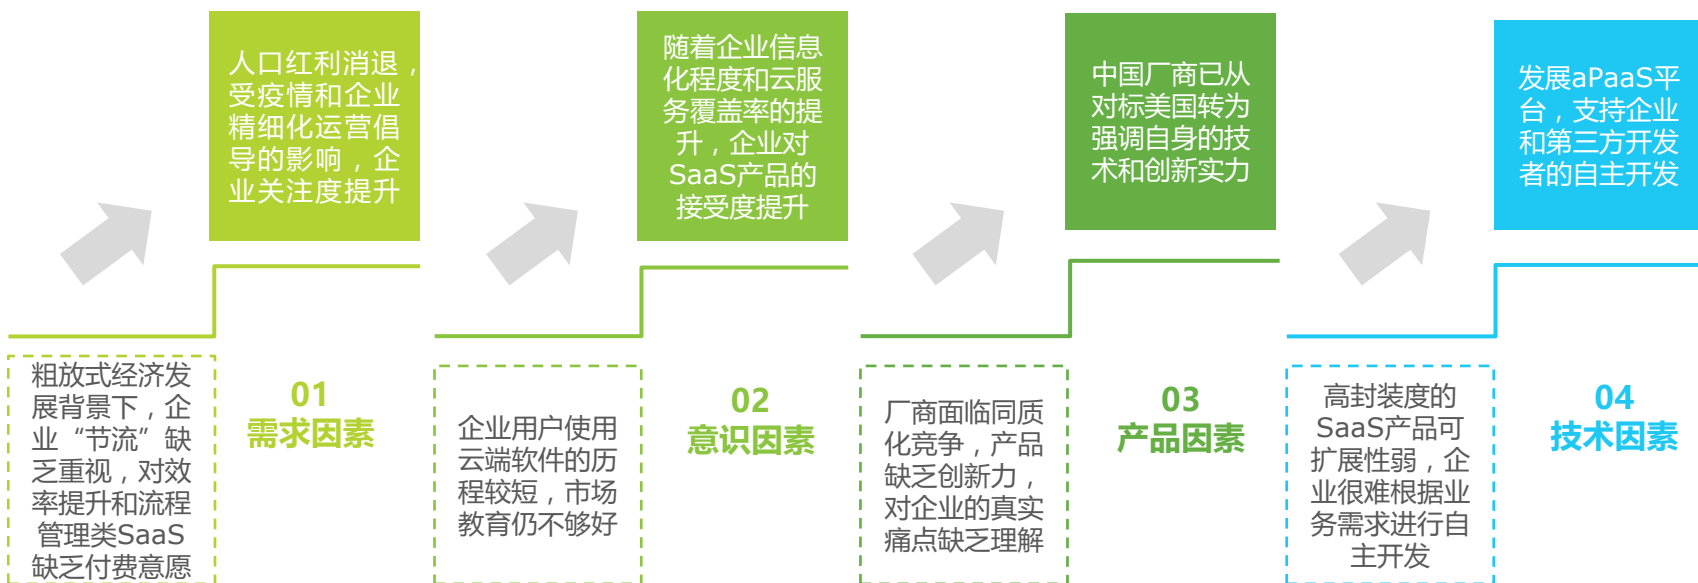 人口红利消退，
受疫情和企业
精细化运营倡
导的影响，企
业关注度提升
粗放式经济发
展背景下，企
业“节流”缺
乏重视，对效
率提升和流程
管理类SaaS
缺乏付费意愿
01
需求因素
随着企业信息
化程度和云服
务覆盖率的提
升，企业对
SaaS产品的
接受度提升
企业用户使用
云端软件的历
程较短，市场
教育仍不够好
02
意识因素
中国厂商已从
对标美国转为
强调自身的技
术和创新实力
厂商面临同质
化竞争，产品
缺乏创新力，
对企业的真实
痛点缺乏理解
03
产品因素
发展aPaaS平
台，支持企业
和第三方开发
者的自主开发
高封装度的
SaaS产品可
扩展性弱，企
业很难根据业
务需求进行自
主开发
04
技术因素